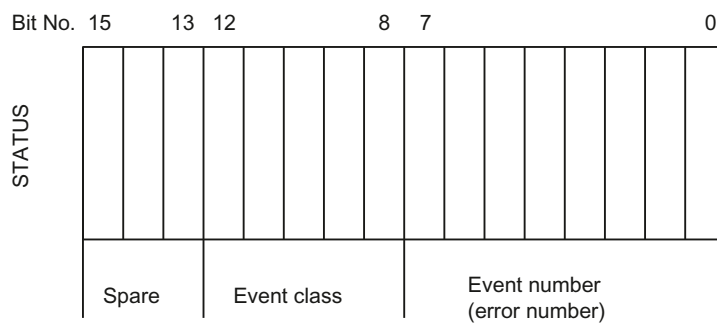 Bit No. 15 13 12 8 7 0
STATUS
Spare Event class Event number
(error number)